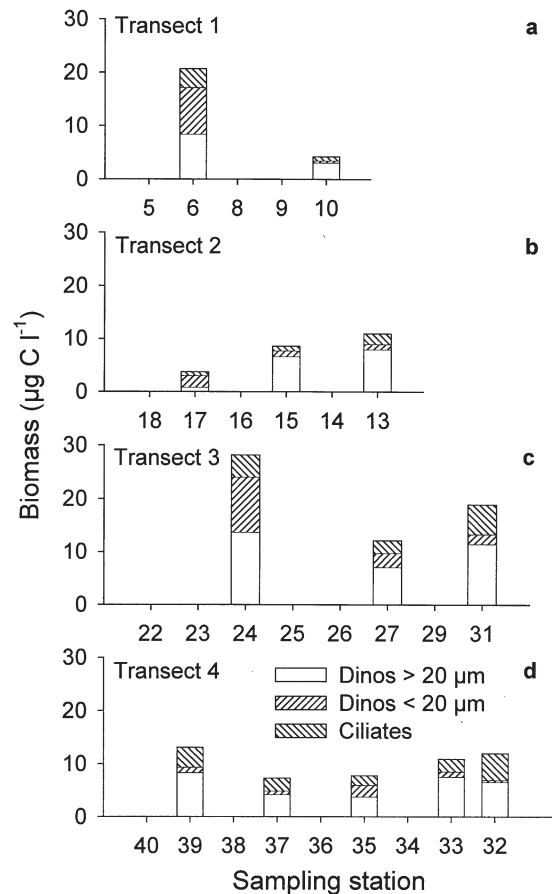 Biomass (µg C l⁻¹)
Transect 1
a
30
20
10
0
5 6 8 9 10
Transect 2
b
30
20
10
0
18 17 16 15 14 13
Transect 3
c
30
20
10
0
22 23 24 25 26 27 29 31
Transect 4
d
30
20
10
0
Dinos > 20 µm
Dinos < 20 µm
Ciliates
40 39 38 37 36 35 34 33 32
Sampling station